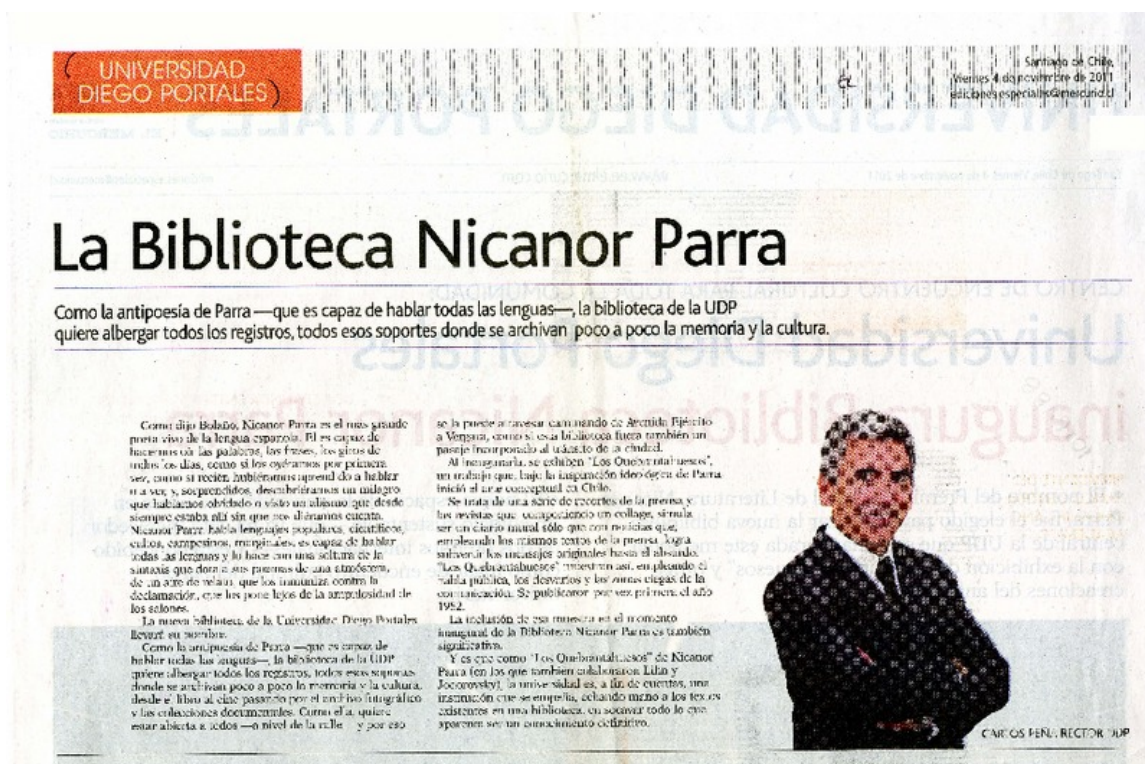 UNIVERSIDAD
DIEGO PORTALES
Santiago de Chile,
Viernes 4 de noviembre de 2011
edicionesespeciales@mercurio.cl
La Biblioteca Nicanor Parra
Como la antipoesía de Parra —que es capaz de hablar todas las lenguas—, la biblioteca de la UDP
quiere albergar todos los registros, todos esos soportes donde se archivan poco a poco la memoria y la cultura.
Como dijo Bolaño, Nicanor Parra es el más grande
poeta vivo de la lengua española. El es capaz de
hacernos oír las palabras, las frases, los giros de
todos los días, como si los oyéramos por primera
vez, como si recién hubiéramos aprendido a hablar
o a ver y, sorprendidos, descubriéramos un milagro
que habíamos olvidado o visto un abismo que desde
siempre estaba allí sin que nos diéramos cuenta.
Nicanor Parra habla lenguajes populares, científicos,
cultos, campesinos, marginales, es capaz de hablar
todas las lenguas y lo hace con una soltura de la
sintaxis que dota a sus poemas de una atmósfera,
de un aire de relato, que los inmuniza contra la
declamación, que los pone lejos de la ampulosidad de
los salones.
La nueva biblioteca de la Universidad Diego Portales
llevará su nombre.
Como la antipoesía de Parra —que es capaz de
hablar todas las lenguas—, la biblioteca de la UDP
quiere albergar todos los registros, todos esos soportes
donde se archivan poco a poco la memoria y la cultura,
desde el libro al cine pasando por el archivo fotográfico
y las colecciones documentales. Como ella, quiere
estar abierta a todos —a nivel de la calle— y por eso
se la puede atravesar caminando de Avenida Ejército
a Vergara, como si esta biblioteca fuera también un
pasaje incorporado al tránsito de la ciudad.
Al inaugurarla, se exhiben "Los Quebrantahuesos",
un trabajo que, bajo la inspiración ideológica de Parra
inició el arte conceptual en Chile.
Se trata de una serie de recortes de la prensa y
las revistas que, componiendo un collage, simula
ser un diario mural sólo que con noticias que,
empleando los mismos textos de la prensa, logra
subvertir los mensajes originales hasta el absurdo.
"Los Quebrantahuesos" muestran así, empleando el
habla pública, los desvaríos y las zonas ciegas de la
comunicación. Se publicaron por vez primera el año
1952.
La inclusión de esa muestra en el momento
inaugural de la Biblioteca Nicanor Parra es también
significativa.
Y es que como "Los Quebrantahuesos" de Nicanor
Parra (en los que también colaboraron Lihn y
Jodorovsky), la universidad es, a fin de cuentas, una
institución que se empeña, echando mano a los textos
existentes en una biblioteca, en socavar todo lo que
aparenta ser un conocimiento definitivo.
CARLOS PEÑA, RECTOR UDP